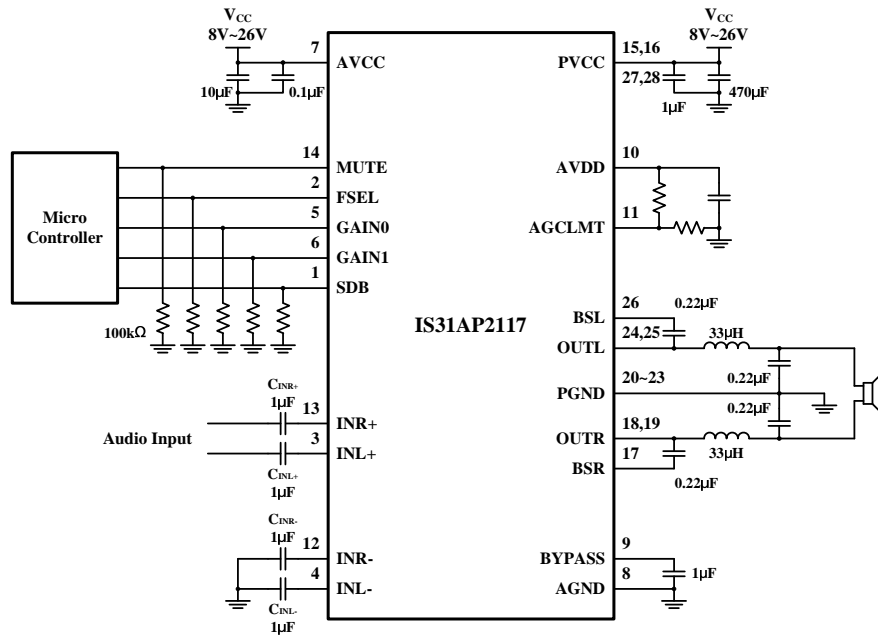 VCC
8V~26V
7
AVCC
10μF
0.1μF
VCC
8V~26V
15,16
PVCC
27,28
1μF
470μF
Micro
Controller
14
MUTE
2
FSEL
5
GAIN0
6
GAIN1
1
SDB
100kΩ
10
AVDD
11
AGCLMT
IS31AP2117
26
BSL
0.22μF
24,25
OUTL
33μH
0.22μF
20~23
PGND
0.22μF
18,19
OUTR
33μH
17
BSR
0.22μF
Audio Input
CINR+
1μF
13
INR+
3
INL+
CINL+
1μF
CINR-
1μF
12
INR-
4
INL-
CINL-
1μF
9
BYPASS
1μF
8
AGND